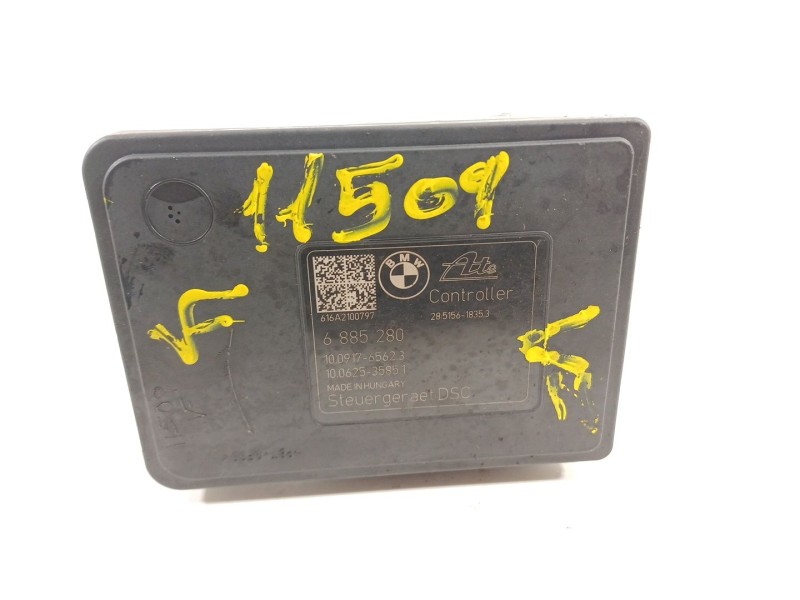 11509
BMW
Ate
616A2100797
Controller
28.5156-1835.3
6 885 280
10.0917-6562.3
10.0625-3585.1
MADE IN HUNGARY
Steuergeraet DSC